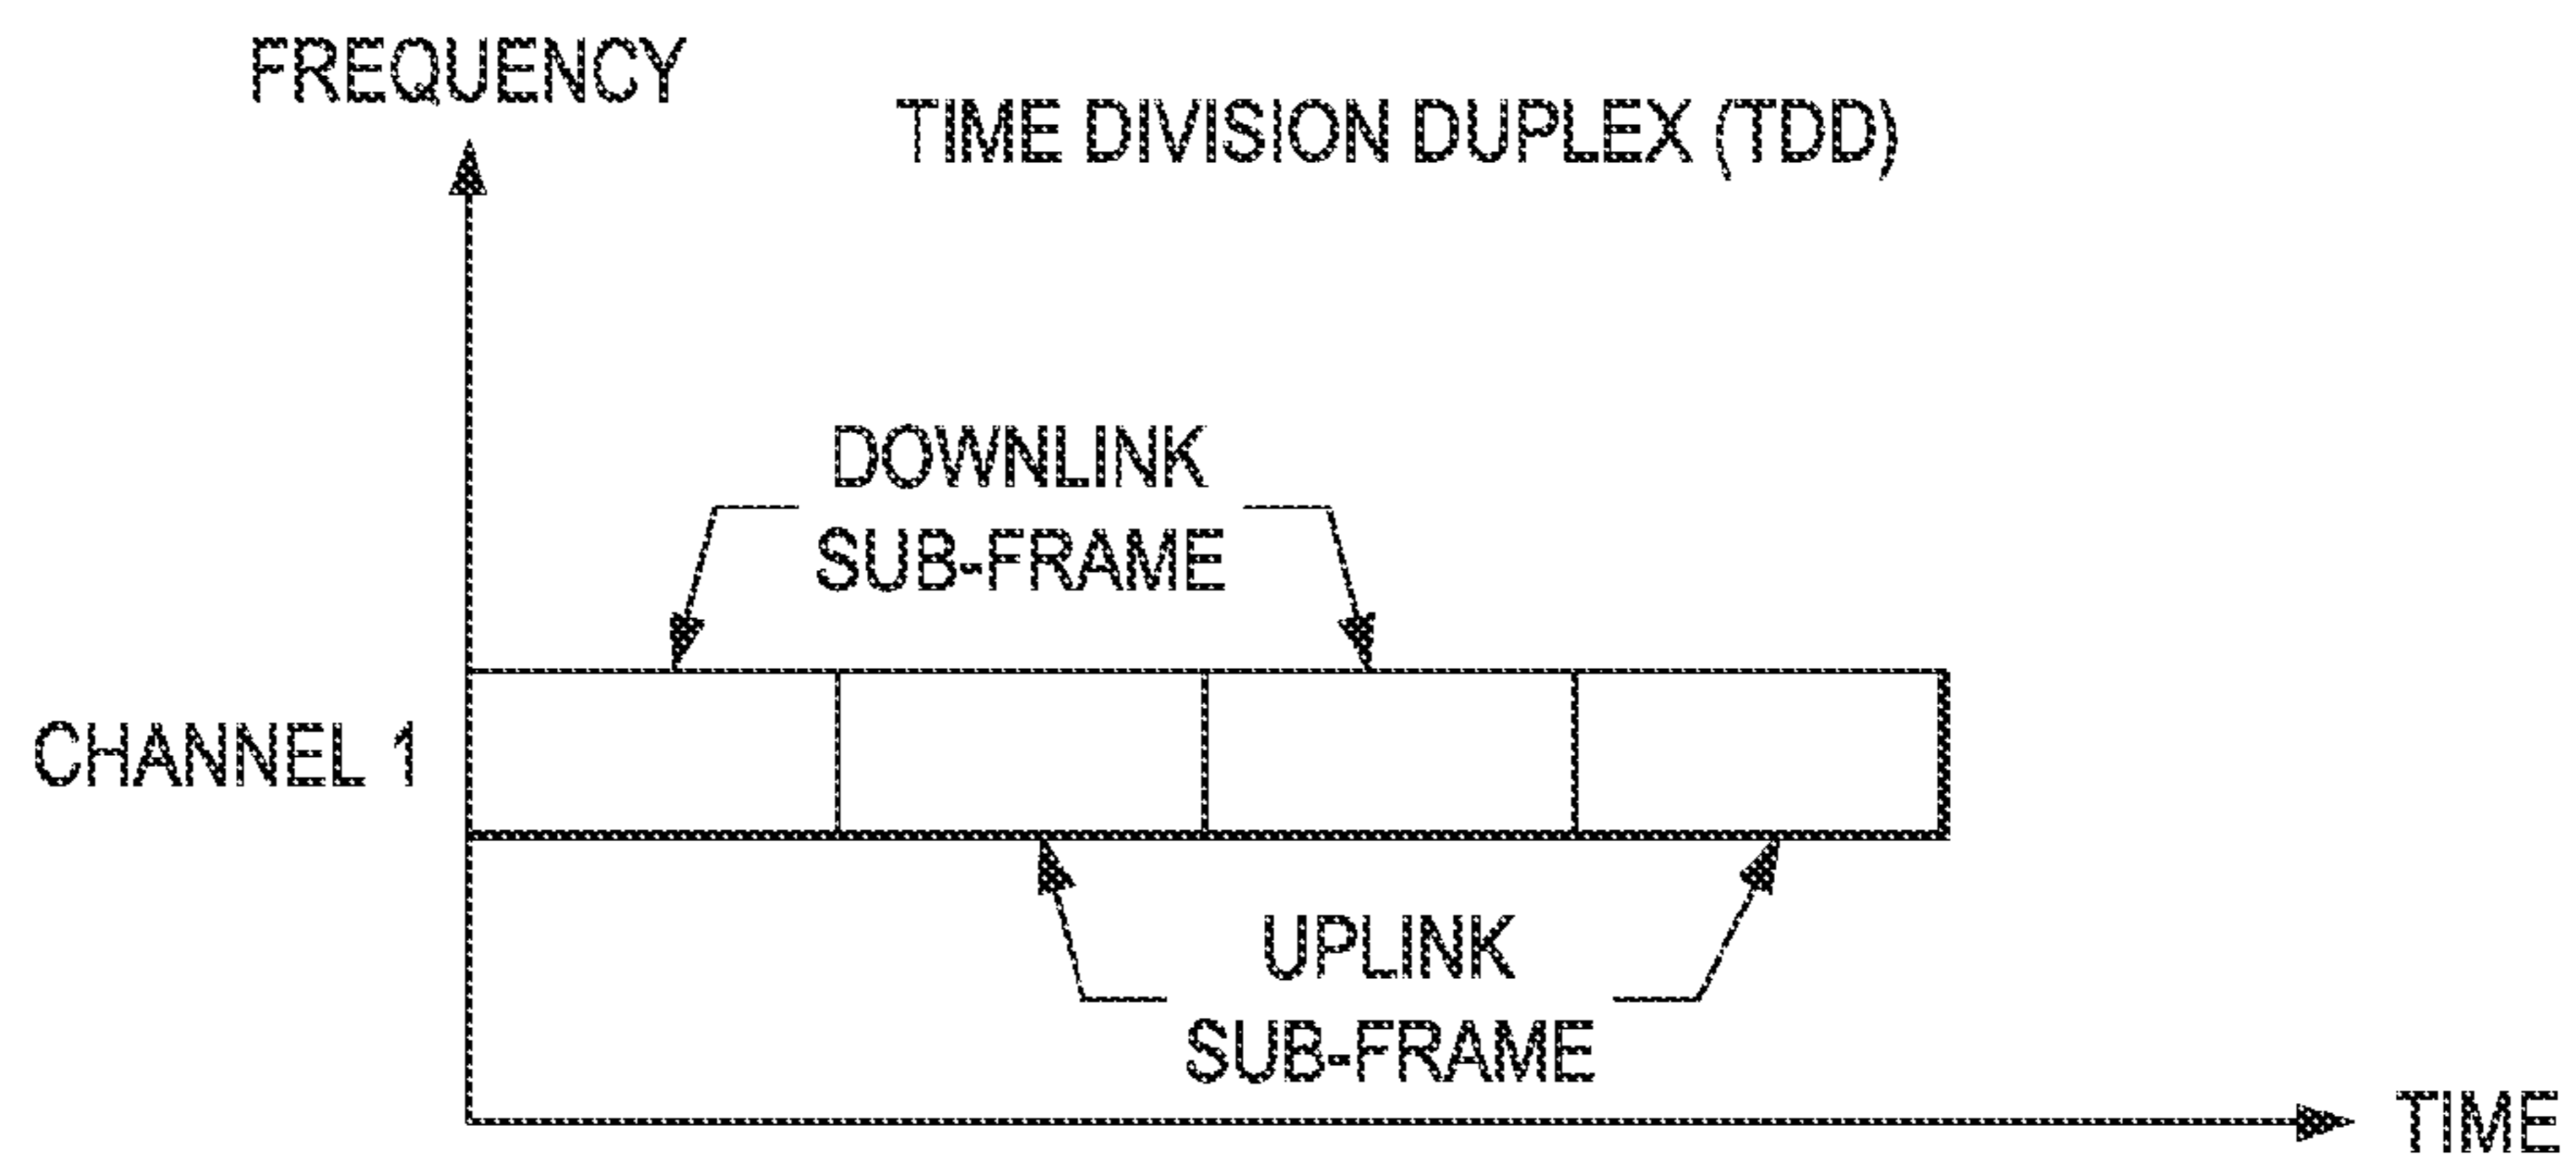 FREQUENCY
TIME DIVISION DUPLEX (TDD)
DOWNLINK
SUB-FRAME
CHANNEL 1
UPLINK
SUB-FRAME
TIME